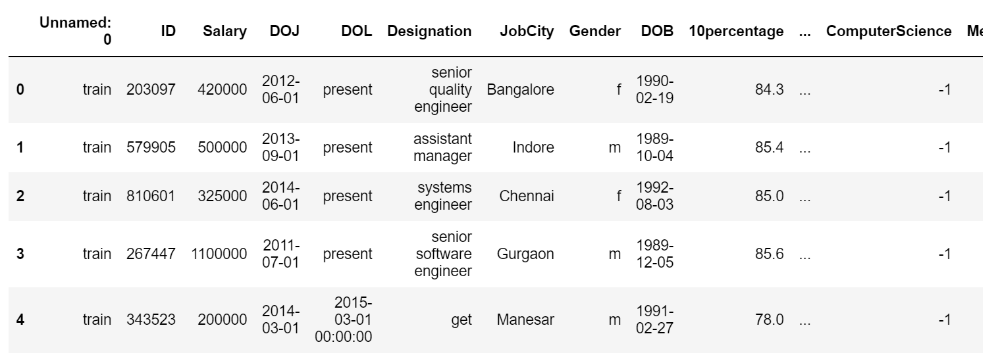 Unnamed: 0 ID Salary DOJ DOL Designation JobCity Gender DOB 10percentage ... ComputerScience Me
0 train 203097 420000 2012-06-01 present senior quality engineer Bangalore f 1990-02-19 84.3 ... -1
1 train 579905 500000 2013-09-01 present assistant manager Indore m 1989-10-04 85.4 ... -1
2 train 810601 325000 2014-06-01 present systems engineer Chennai f 1992-08-03 85.0 ... -1
3 train 267447 1100000 2011-07-01 present senior software engineer Gurgaon m 1989-12-05 85.6 ... -1
4 train 343523 200000 2014-03-01 2015-03-01 00:00:00 get Manesar m 1991-02-27 78.0 ... -1